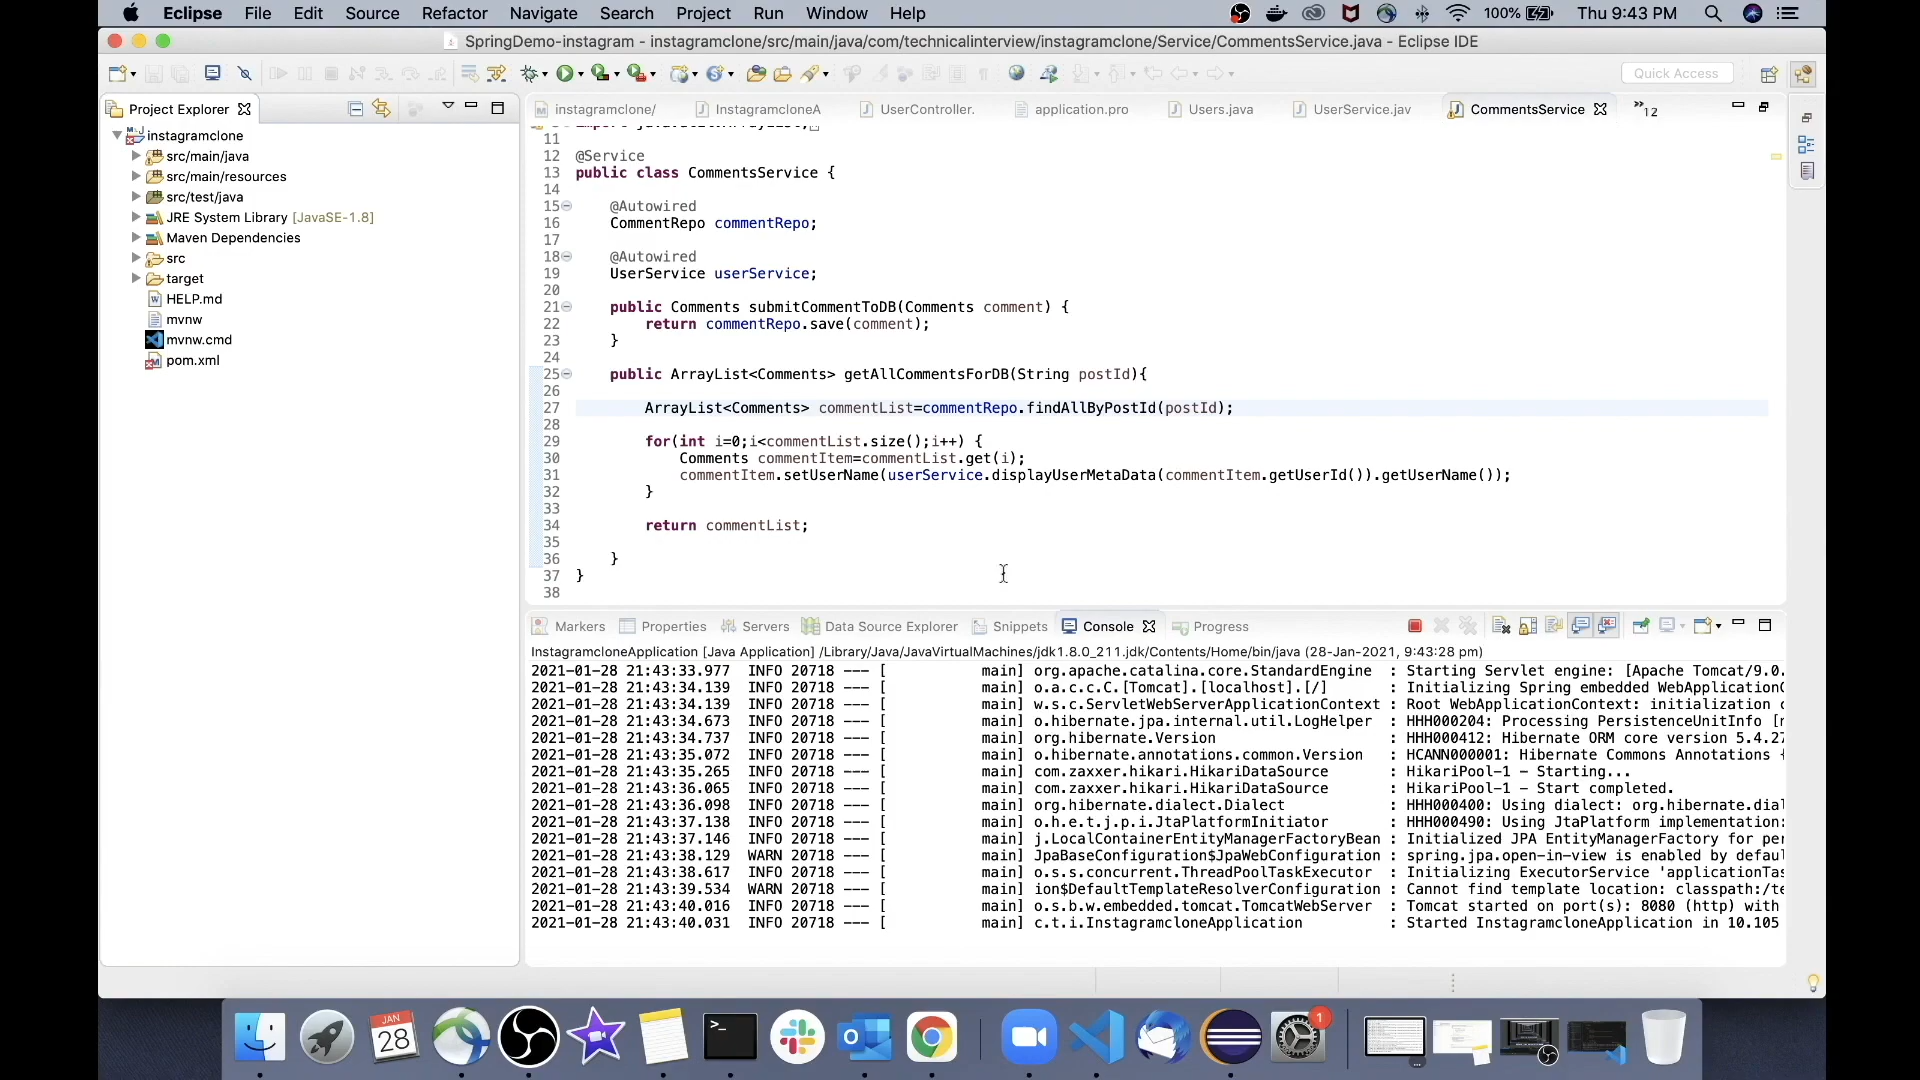 Eclipse File Edit Source Refactor Navigate Search Project Run Window Help 100% Thu 9:43 PM
SpringDemo-instagram - instagramclone/src/main/java/com/technicalinterview/instagramclone/Service/CommentsService.java - Eclipse IDE
Quick Access
Project Explorer
instagramclone
src/main/java
src/main/resources
src/test/java
JRE System Library [JavaSE-1.8]
Maven Dependencies
src
target
HELP.md
mvnw
mvnw.cmd
pom.xml
instagramclone/ InstagramcloneA UserController. application.pro Users.java UserService.jav CommentsService »12
11
12 @Service
13 public class CommentsService {
14
15 @Autowired
16 CommentRepo commentRepo;
17
18 @Autowired
19 UserService userService;
20
21 public Comments submitCommentToDB(Comments comment) {
22 return commentRepo.save(comment);
23 }
24
25 public ArrayList<Comments> getAllCommentsForDB(String postId){
26
27 ArrayList<Comments> commentList=commentRepo.findAllByPostId(postId);
28
29 for(int i=0;i<commentList.size();i++) {
30 Comments commentItem=commentList.get(i);
31 commentItem.setUserName(userService.displayUserMetaData(commentItem.getUserId()).getUserName());
32 }
33
34 return commentList;
35
36 }
37 }
38
Markers Properties Servers Data Source Explorer Snippets Console Progress
InstagramcloneApplication [Java Application] /Library/Java/JavaVirtualMachines/jdk1.8.0_211.jdk/Contents/Home/bin/java (28-Jan-2021, 9:43:28 pm)
2021-01-28 21:43:33.977 INFO 20718 --- [ main] org.apache.catalina.core.StandardEngine : Starting Servlet engine: [Apache Tomcat/9.0.
2021-01-28 21:43:34.139 INFO 20718 --- [ main] o.a.c.c.C.[Tomcat].[localhost].[/] : Initializing Spring embedded WebApplicationC
2021-01-28 21:43:34.139 INFO 20718 --- [ main] w.s.c.ServletWebServerApplicationContext : Root WebApplicationContext: initialization c
2021-01-28 21:43:34.673 INFO 20718 --- [ main] o.hibernate.jpa.internal.util.LogHelper : HHH000204: Processing PersistenceUnitInfo [n
2021-01-28 21:43:34.737 INFO 20718 --- [ main] org.hibernate.Version : HHH000412: Hibernate ORM core version 5.4.27
2021-01-28 21:43:35.072 INFO 20718 --- [ main] o.hibernate.annotations.common.Version : HCANN000001: Hibernate Commons Annotations {
2021-01-28 21:43:35.265 INFO 20718 --- [ main] com.zaxxer.hikari.HikariDataSource : HikariPool-1 - Starting...
2021-01-28 21:43:36.065 INFO 20718 --- [ main] com.zaxxer.hikari.HikariDataSource : HikariPool-1 - Start completed.
2021-01-28 21:43:36.098 INFO 20718 --- [ main] org.hibernate.dialect.Dialect : HHH000400: Using dialect: org.hibernate.dial
2021-01-28 21:43:37.138 INFO 20718 --- [ main] o.h.e.t.j.p.i.JtaPlatformInitiator : HHH000490: Using JtaPlatform implementation:
2021-01-28 21:43:37.146 INFO 20718 --- [ main] j.LocalContainerEntityManagerFactoryBean : Initialized JPA EntityManagerFactory for per
2021-01-28 21:43:38.129 WARN 20718 --- [ main] JpaBaseConfiguration$JpaWebConfiguration : spring.jpa.open-in-view is enabled by defaul
2021-01-28 21:43:38.617 INFO 20718 --- [ main] o.s.s.concurrent.ThreadPoolTaskExecutor : Initializing ExecutorService 'applicationTas
2021-01-28 21:43:39.534 WARN 20718 --- [ main] ion$DefaultTemplateResolverConfiguration : Cannot find template location: classpath:/te
2021-01-28 21:43:40.016 INFO 20718 --- [ main] o.s.b.w.embedded.tomcat.TomcatWebServer : Tomcat started on port(s): 8080 (http) with
2021-01-28 21:43:40.031 INFO 20718 --- [ main] c.t.i.InstagramcloneApplication : Started InstagramcloneApplication in 10.105
JAN
28
1